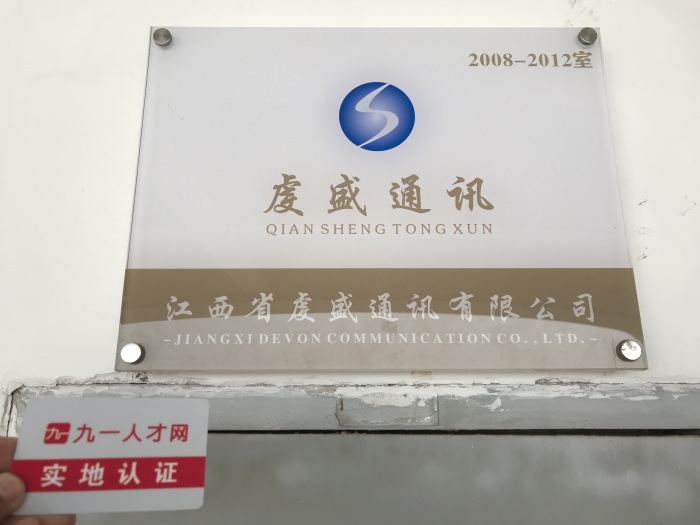 2008-2012室
虔盛通讯
QIAN SHENG TONG XUN
江西省虔盛通讯有限公司
-JIANGXI DEVON COMMUNICATION CO., LTD.-
九一 九一人才网
实地认证